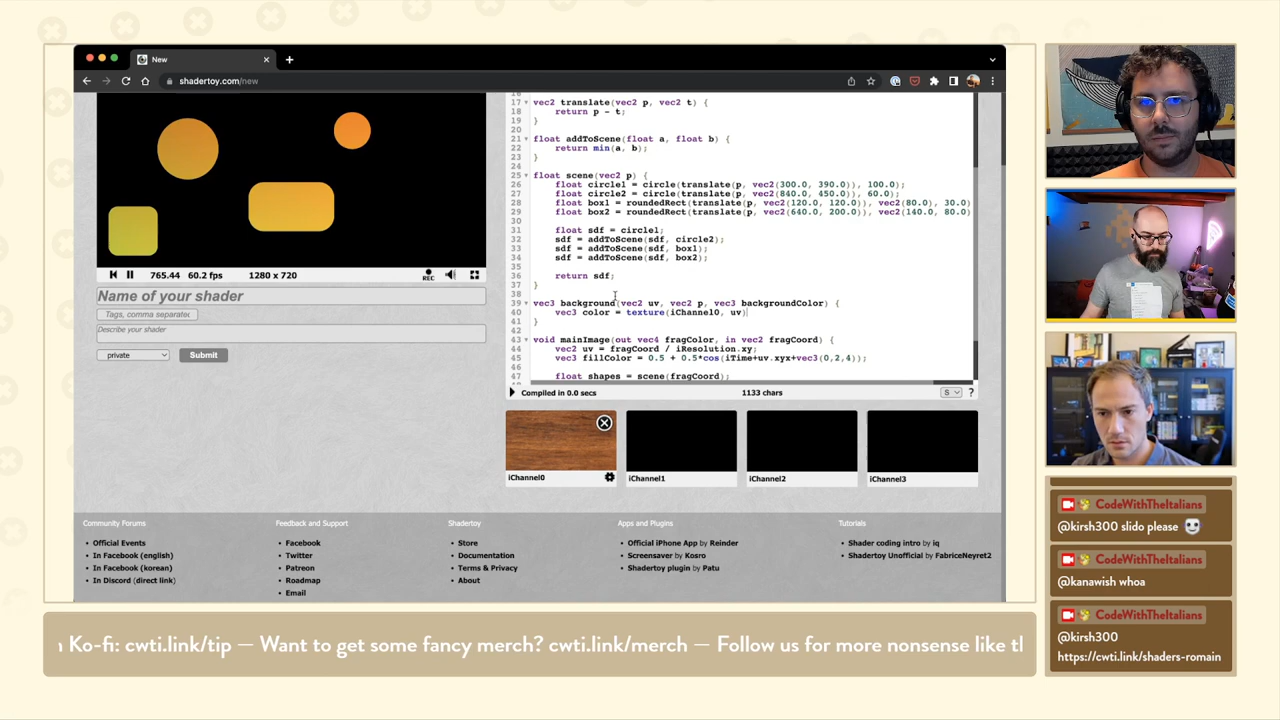 New
shadertoy.com/new
17 vec2 translate(vec2 p, vec2 t) {
18 return p - t;
19 }
20
21 float addToScene(float a, float b) {
22 return min(a, b);
23 }
24
25 float scene(vec2 p) {
26 float circle1 = circle(translate(p, vec2(300.0, 390.0)), 100.0);
27 float circle2 = circle(translate(p, vec2(840.0, 450.0)), 60.0);
28 float box1 = roundedRect(translate(p, vec2(120.0, 120.0)), vec2(80.0), 30.0)
29 float box2 = roundedRect(translate(p, vec2(640.0, 200.0)), vec2(140.0, 80.0)
30
31 float sdf = circle1;
32 sdf = addToScene(sdf, circle2);
33 sdf = addToScene(sdf, box1);
34 sdf = addToScene(sdf, box2);
35
36 return sdf;
37 }
38
39 vec3 background(vec2 uv, vec2 p, vec3 backgroundColor) {
40 vec3 color = texture(iChannel0, uv)
41 }
42
43 void mainImage(out vec4 fragColor, in vec2 fragCoord) {
44 vec2 uv = fragCoord / iResolution.xy;
45 vec3 fillColor = 0.5 + 0.5*cos(iTime+uv.xyx+vec3(0,2,4));
46
47 float shapes = scene(fragCoord);
765.44 60.2 fps 1280 x 720 REC
Name of your shader
Tags, comma separated
Describe your shader
private Submit
Compiled in 0.0 secs 1133 chars S ?
iChannel0 iChannel1 iChannel2 iChannel3
Community Forums
Official Events
In Facebook (english)
In Facebook (korean)
In Discord (direct link)
Feedback and Support
Facebook
Twitter
Patreon
Roadmap
Email
Shadertoy
Store
Documentation
Terms & Privacy
About
Apps and Plugins
Official iPhone App by Reinder
Screensaver by Kosro
Shadertoy plugin by Patu
Tutorials
Shader coding intro by iq
Shadertoy Unofficial by FabriceNeyret2
CodeWithTheItalians
@kirsh300 slido please
CodeWithTheItalians
@kanawish whoa
CodeWithTheItalians
@kirsh300
https://cwti.link/shaders-romain
n Ko-fi: cwti.link/tip — Want to get some fancy merch? cwti.link/merch — Follow us for more nonsense like tl